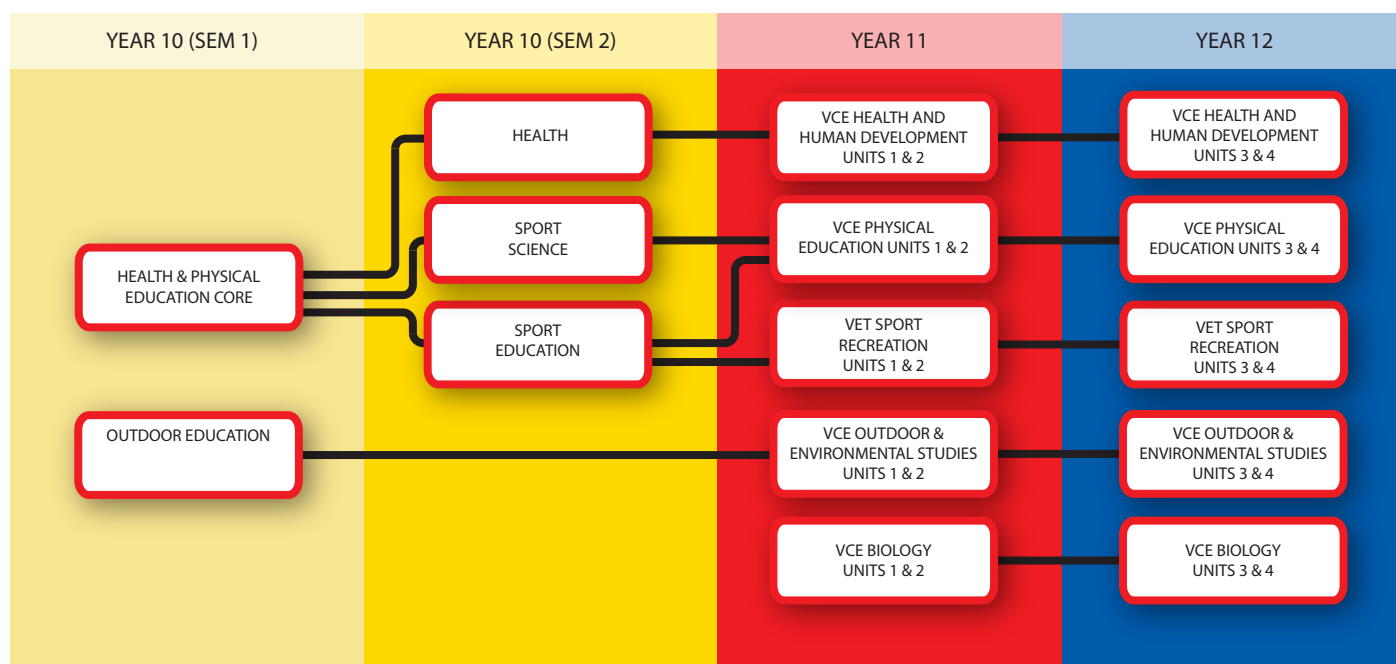 YEAR 10 (SEM 1)
YEAR 10 (SEM 2)
YEAR 11
YEAR 12
HEALTH & PHYSICAL
EDUCATION CORE
OUTDOOR EDUCATION
HEALTH
SPORT
SCIENCE
SPORT
EDUCATION
VCE HEALTH AND
HUMAN DEVELOPMENT
UNITS 1 & 2
VCE PHYSICAL
EDUCATION UNITS 1 & 2
VET SPORT
RECREATION
UNITS 1 & 2
VCE OUTDOOR &
ENVIRONMENTAL STUDIES
UNITS 1 & 2
VCE BIOLOGY
UNITS 1 & 2
VCE HEALTH AND
HUMAN DEVELOPMENT
UNITS 3 & 4
VCE PHYSICAL
EDUCATION UNITS 3 & 4
VET SPORT
RECREATION
UNITS 3 & 4
VCE OUTDOOR &
ENVIRONMENTAL STUDIES
UNITS 3 & 4
VCE BIOLOGY
UNITS 3 & 4